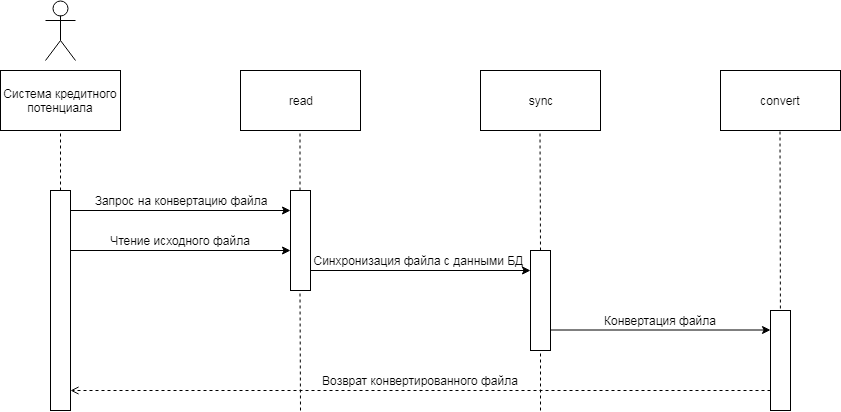 Система кредитного
потенциала
read
sync
convert
Запрос на конвертацию файла
Чтение исходного файла
Синхронизация файла с данными БД
Конвертация файла
Возврат конвертированного файла